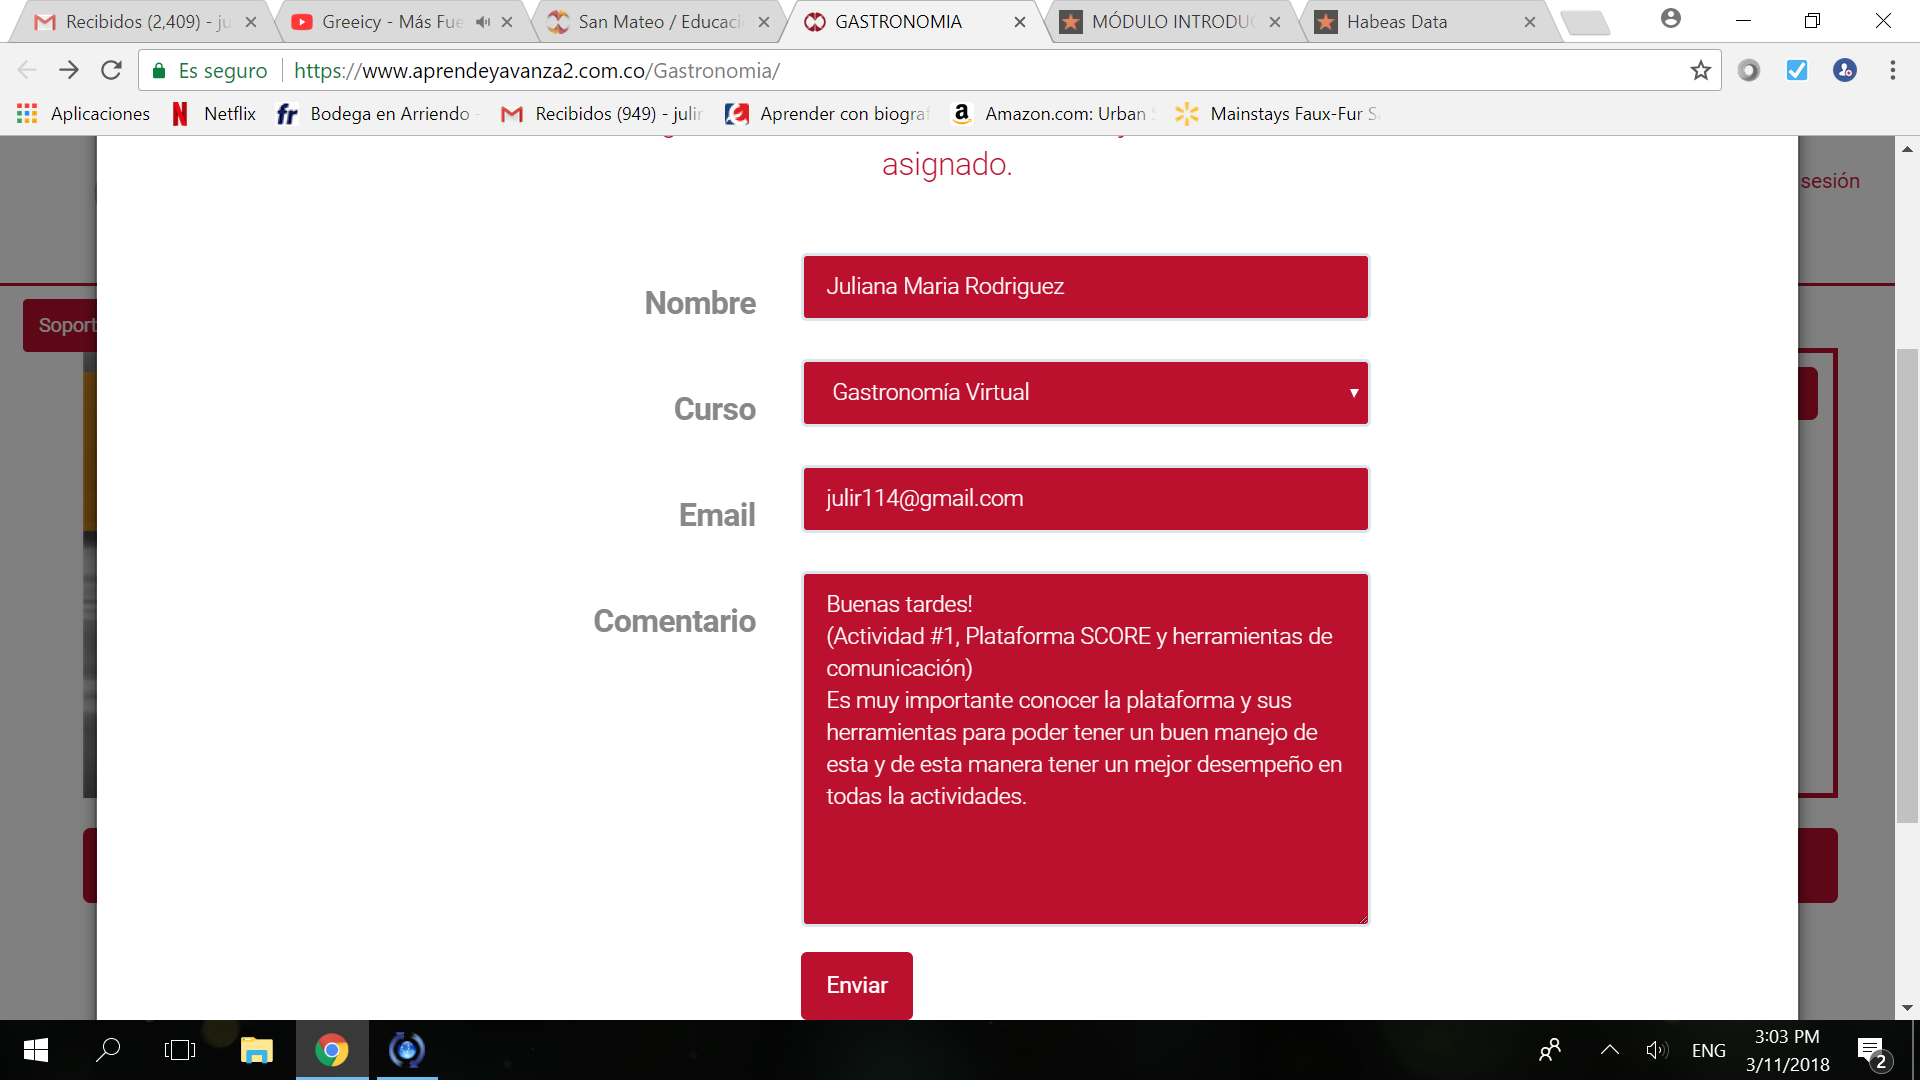 Recibidos (2,409) - ju
Greeicy - Más Fue
San Mateo / Educaci
GASTRONOMIA
MÓDULO INTRODUC
Habeas Data
Es seguro
https://www.aprendeyavanza2.com.co/Gastronomia/
Aplicaciones
Netflix
Bodega en Arriendo -
Recibidos (949) - julir
Aprender con biograf
Amazon.com: Urban S
Mainstays Faux-Fur S
asignado.
sesión
Soport
Nombre
Juliana Maria Rodriguez
Curso
Gastronomía Virtual
Email
julir114@gmail.com
Comentario
Buenas tardes!
(Actividad #1, Plataforma SCORE y herramientas de
comunicación)
Es muy importante conocer la plataforma y sus
herramientas para poder tener un buen manejo de
esta y de esta manera tener un mejor desempeño en
todas la actividades.
Enviar
ENG
3:03 PM
3/11/2018
2